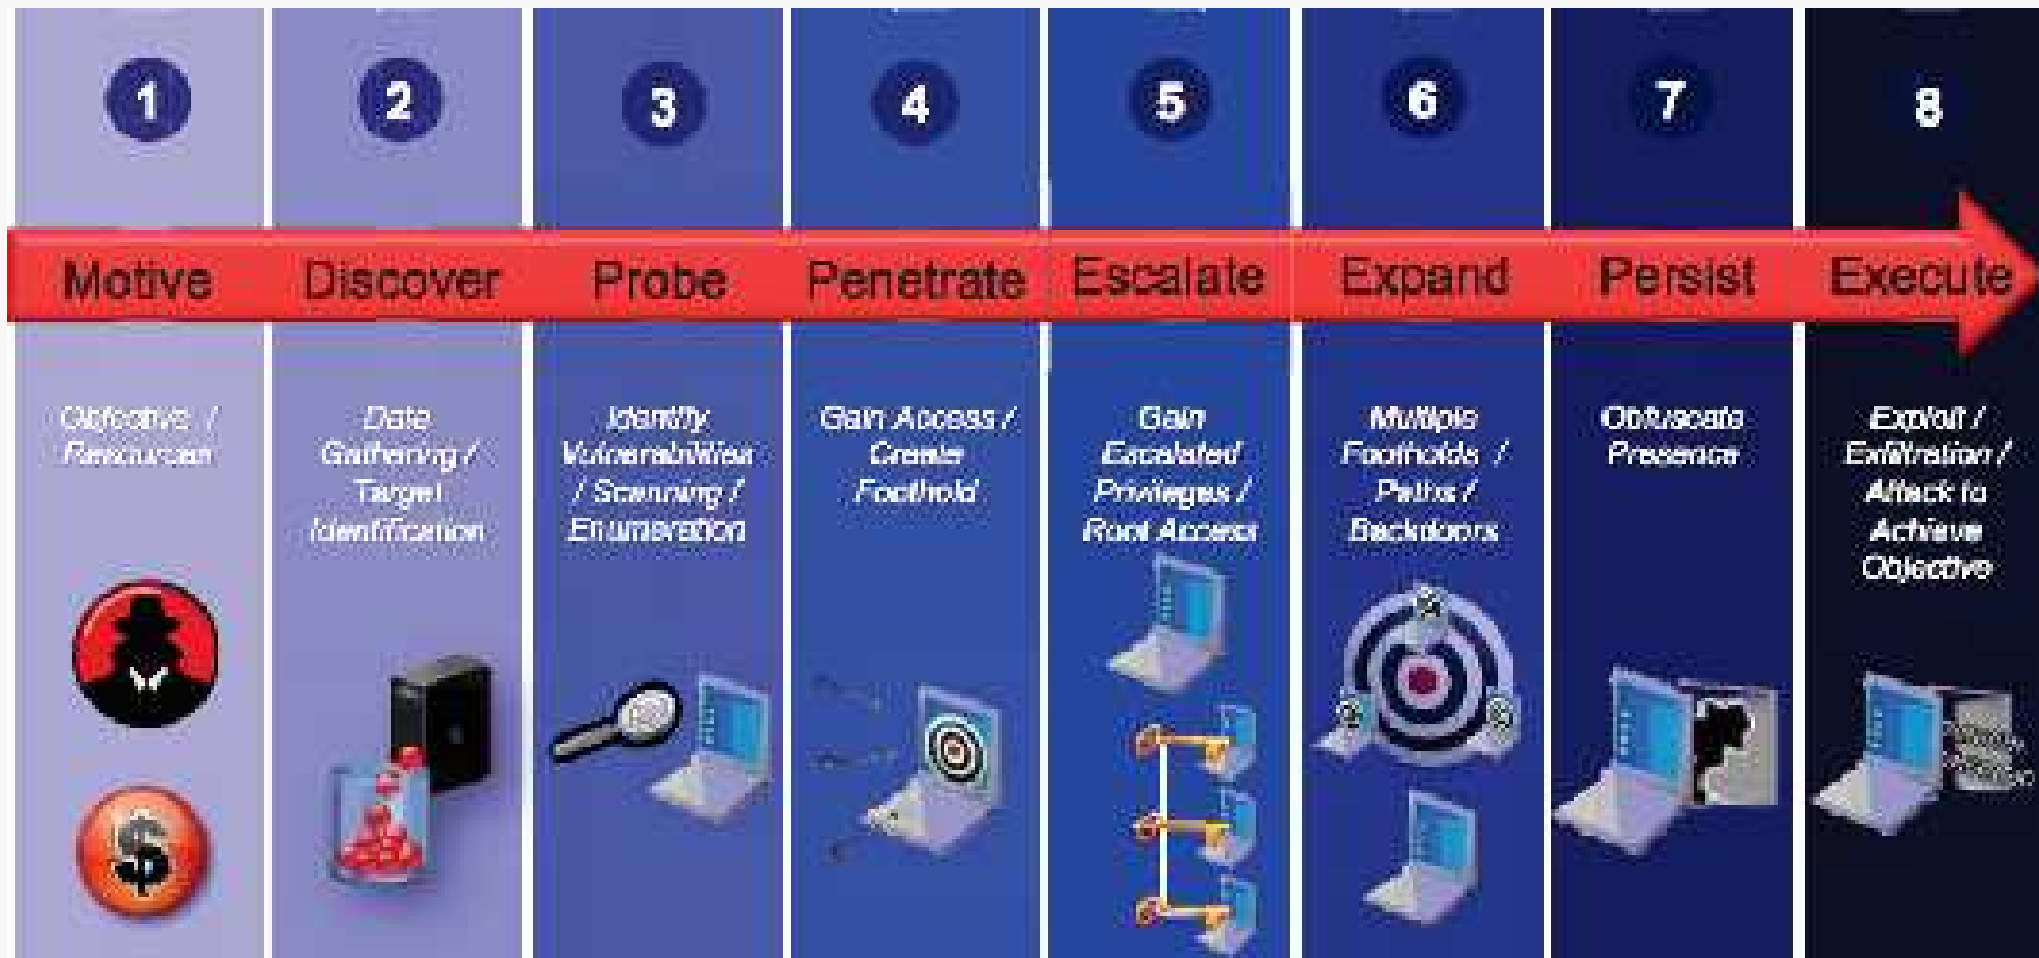 1
2
3
4
5
6
7
8
Motive
Discover
Probe
Penetrate
Escalate
Expand
Persist
Execute
Objective /
Resources
Date
Gathering /
Target
Identification
Identify
Vulnerabilities
/ Scanning /
Enumeration
Gain Access /
Create
Foothold
Gain
Escalated
Privileges /
Root Access
Multiple
Footholds /
Paths /
Backdoors
Obfuscate
Presence
Exploit /
Exfiltration /
Attack to
Achieve
Objective
$